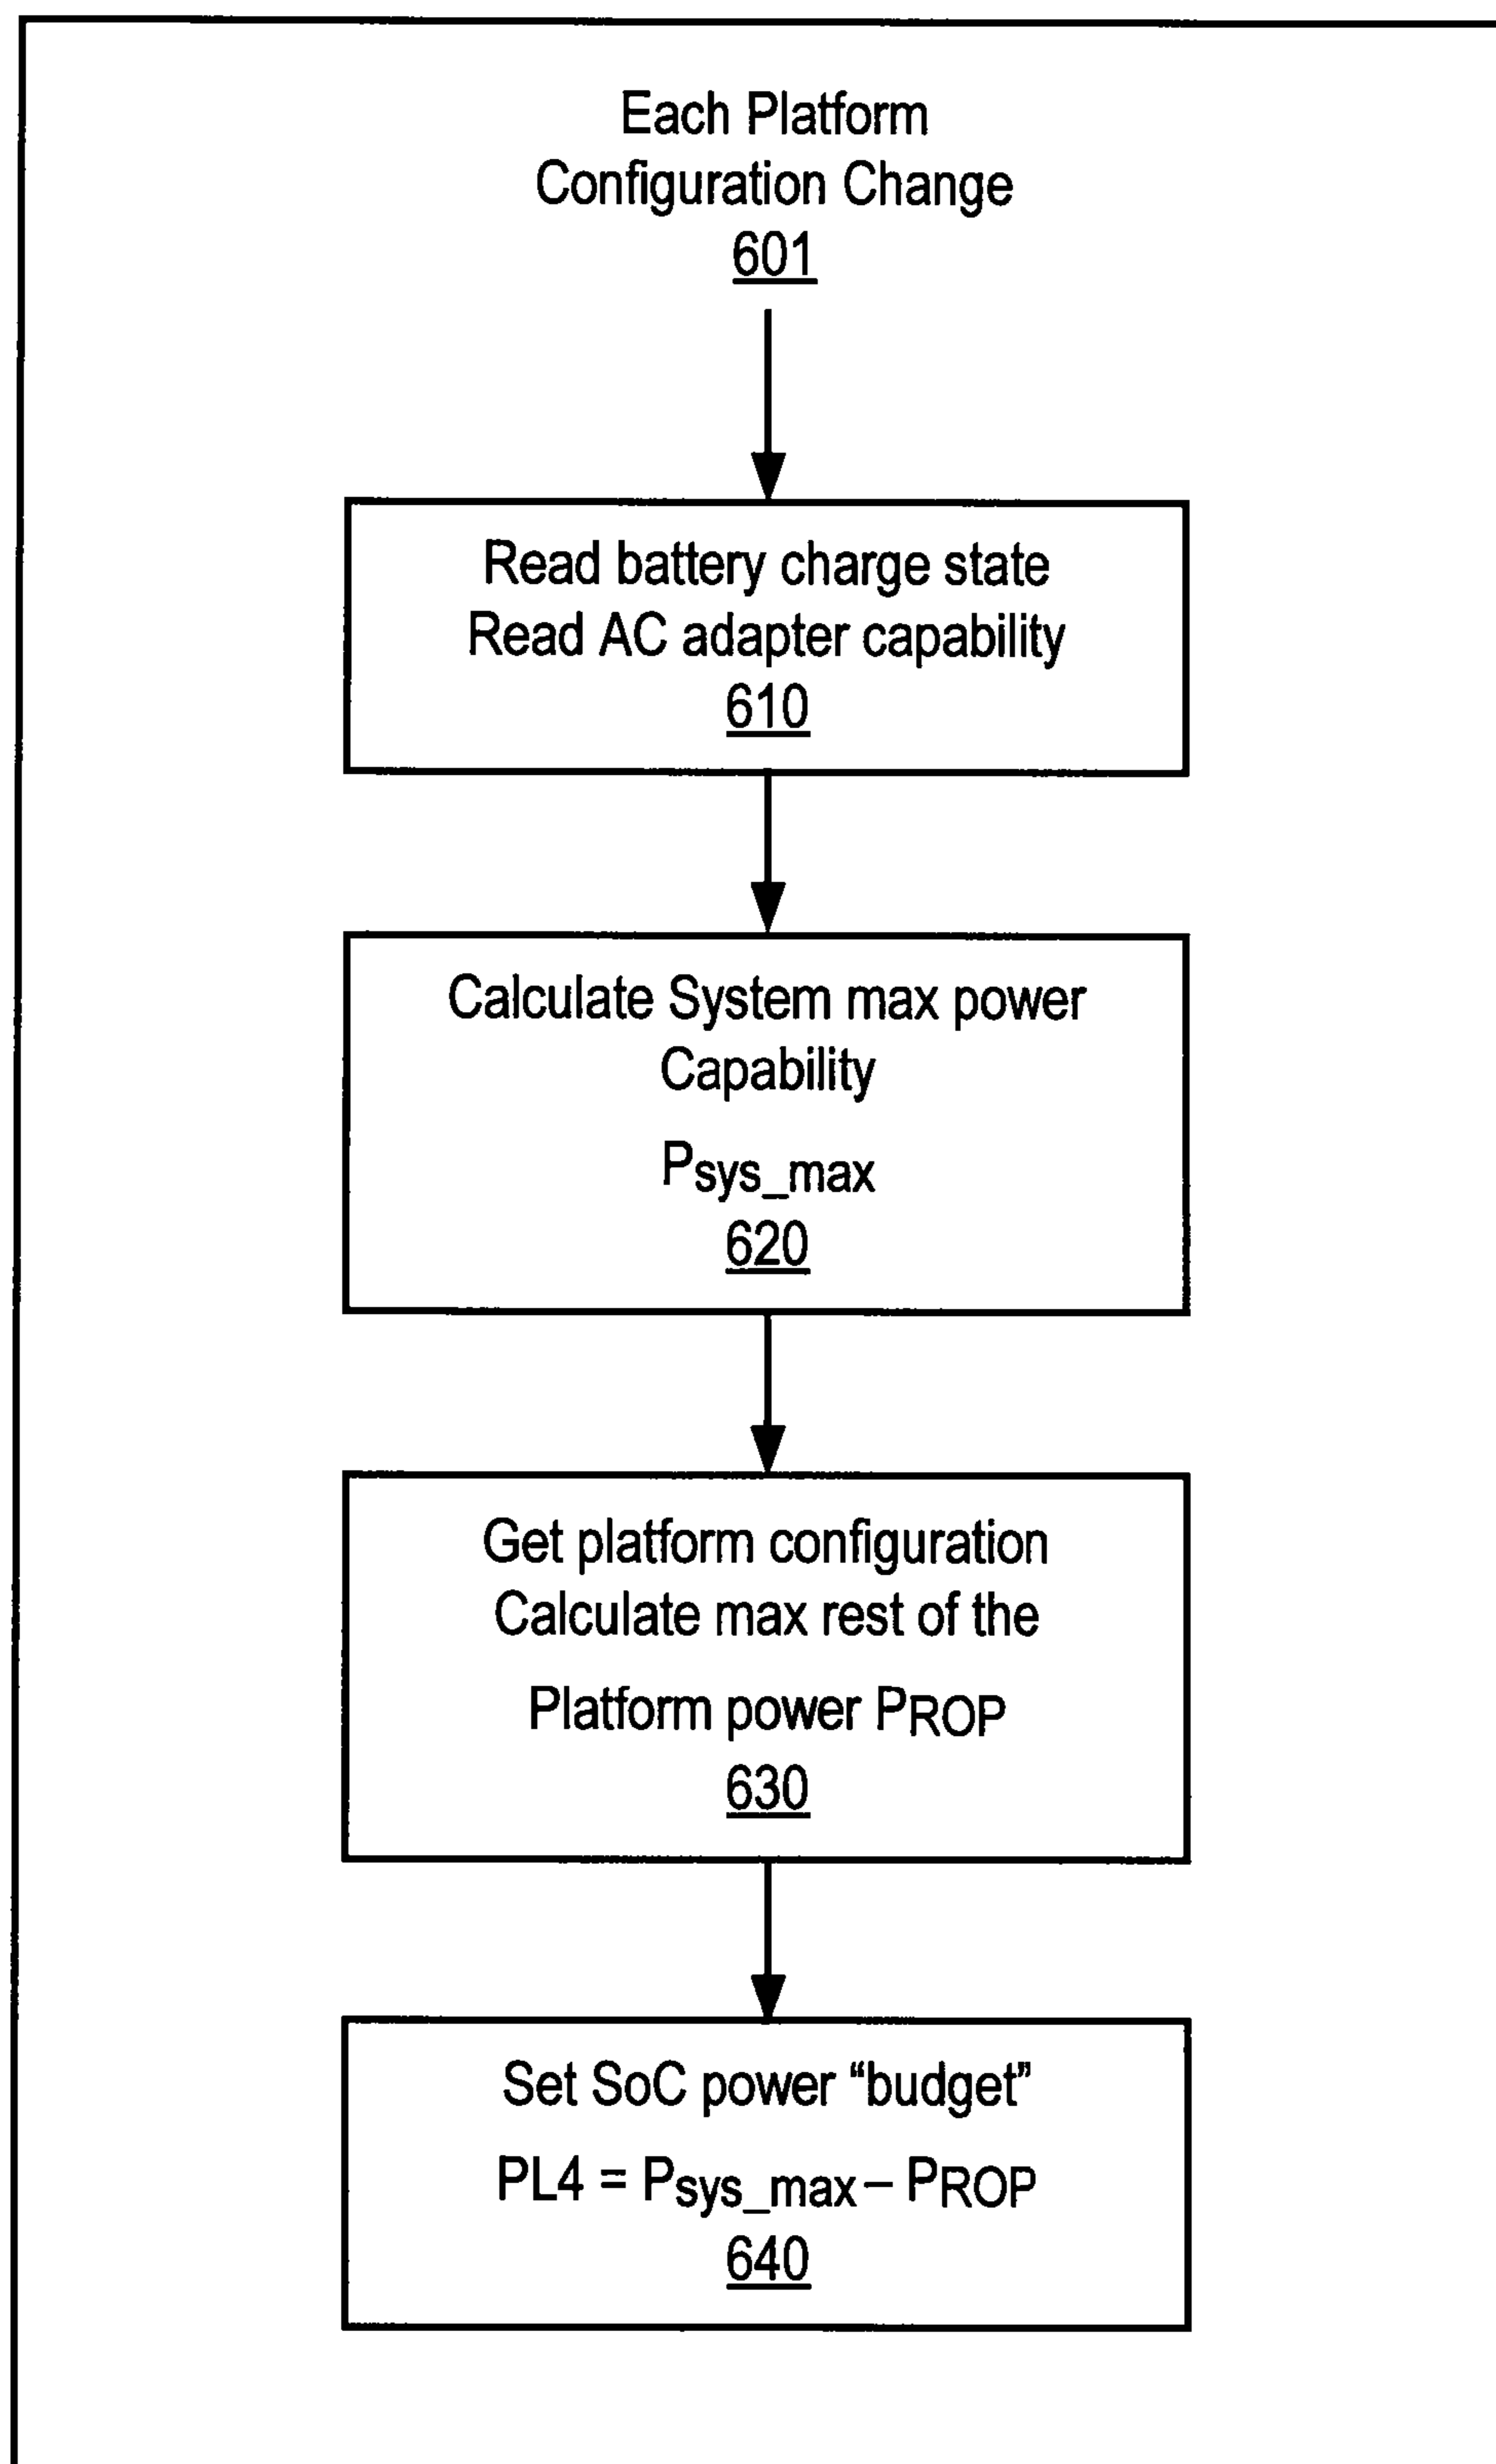 Each Platform
Configuration Change
601
Read battery charge state
Read AC adapter capability
610
Calculate System max power
Capability
Psys_max
620
Get platform configuration
Calculate max rest of the
Platform power PROP
630
Set SoC power “budget”
PL4 = Psys_max – PROP
640